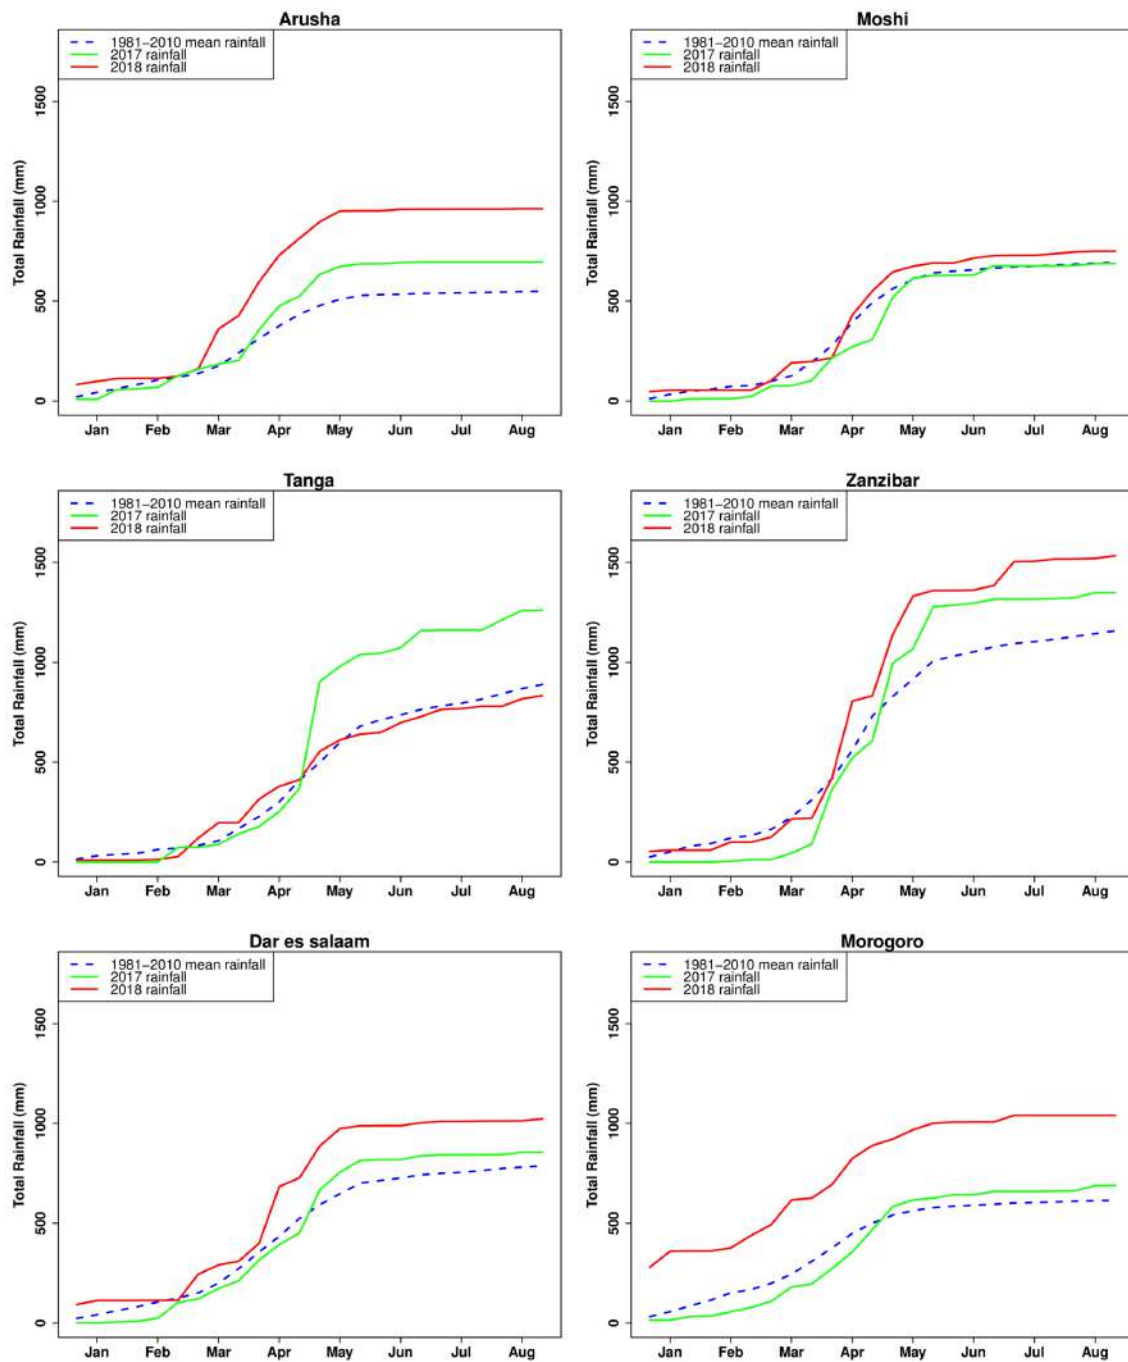 Arusha
1981−2010 mean rainfall
2017 rainfall
2018 rainfall
Total Rainfall (mm)
1500
1000
500
0
Jan Feb Mar Apr May Jun Jul Aug
Moshi
1981−2010 mean rainfall
2017 rainfall
2018 rainfall
Total Rainfall (mm)
1500
1000
500
0
Jan Feb Mar Apr May Jun Jul Aug
Tanga
1981−2010 mean rainfall
2017 rainfall
2018 rainfall
Total Rainfall (mm)
1500
1000
500
0
Jan Feb Mar Apr May Jun Jul Aug
Zanzibar
1981−2010 mean rainfall
2017 rainfall
2018 rainfall
Total Rainfall (mm)
1500
1000
500
0
Jan Feb Mar Apr May Jun Jul Aug
Dar es salaam
1981−2010 mean rainfall
2017 rainfall
2018 rainfall
Total Rainfall (mm)
1500
1000
500
0
Jan Feb Mar Apr May Jun Jul Aug
Morogoro
1981−2010 mean rainfall
2017 rainfall
2018 rainfall
Total Rainfall (mm)
1500
1000
500
0
Jan Feb Mar Apr May Jun Jul Aug